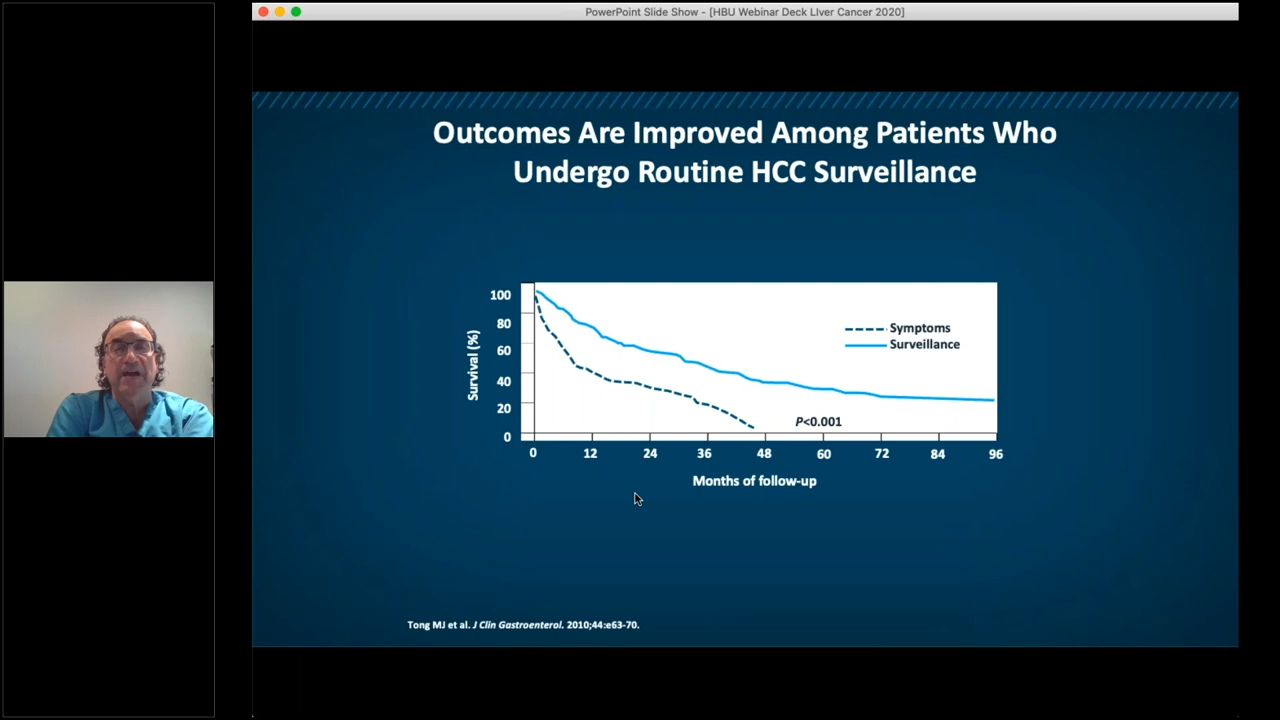 PowerPoint Slide Show - [HBU Webinar Deck LIver Cancer 2020]
Outcomes Are Improved Among Patients Who
Undergo Routine HCC Surveillance
Survival (%)
100
80
60
40
20
0
Symptoms
Surveillance
P<0.001
0 12 24 36 48 60 72 84 96
Months of follow-up
Tong MJ et al. J Clin Gastroenterol. 2010;44:e63-70.